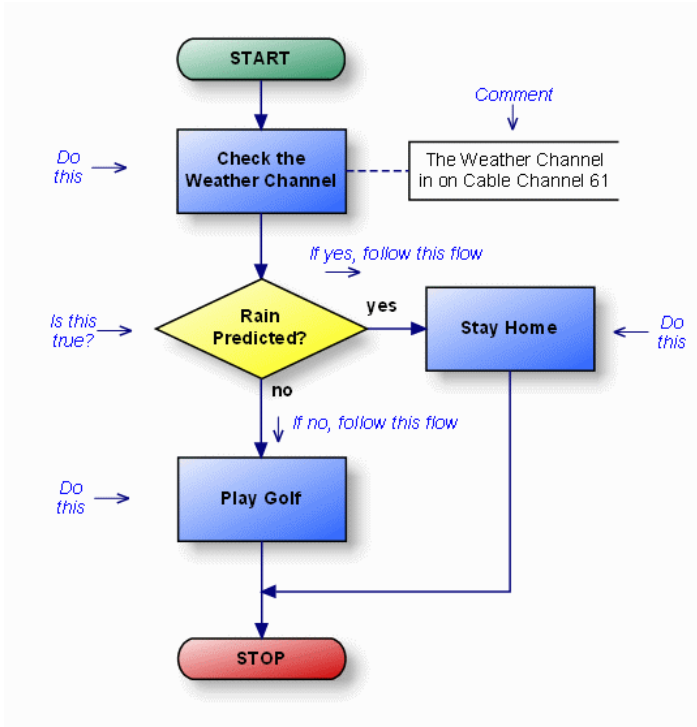 START
Comment
Do
this
Check the
Weather Channel
The Weather Channel
in on Cable Channel 61
If yes, follow this flow
Is this
true?
Rain
Predicted?
yes
Stay Home
Do
this
no
If no, follow this flow
Do
this
Play Golf
STOP